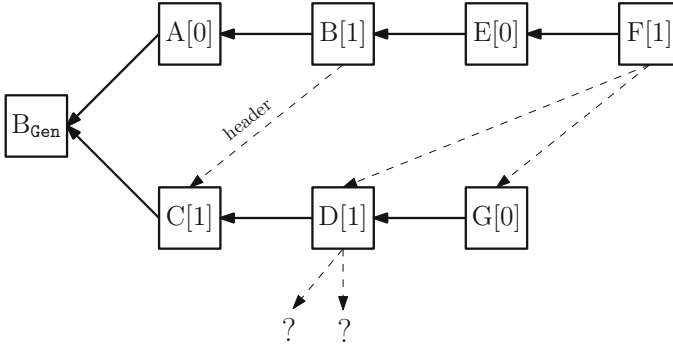 A[0] B[1] E[0] F[1]
header
B_Gen
C[1] D[1] G[0]
? ?